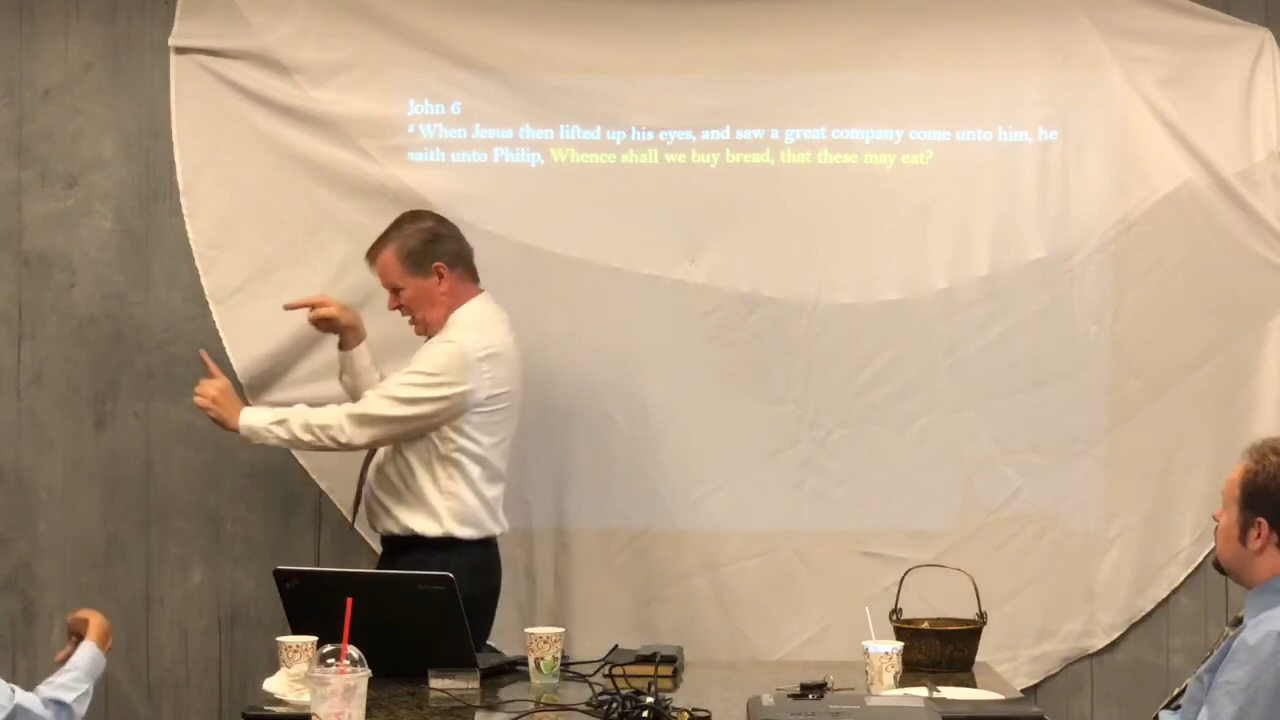 John 6
⁵ When Jesus then lifted up his eyes, and saw a great company come unto him, he
saith unto Philip, Whence shall we buy bread, that these may eat?